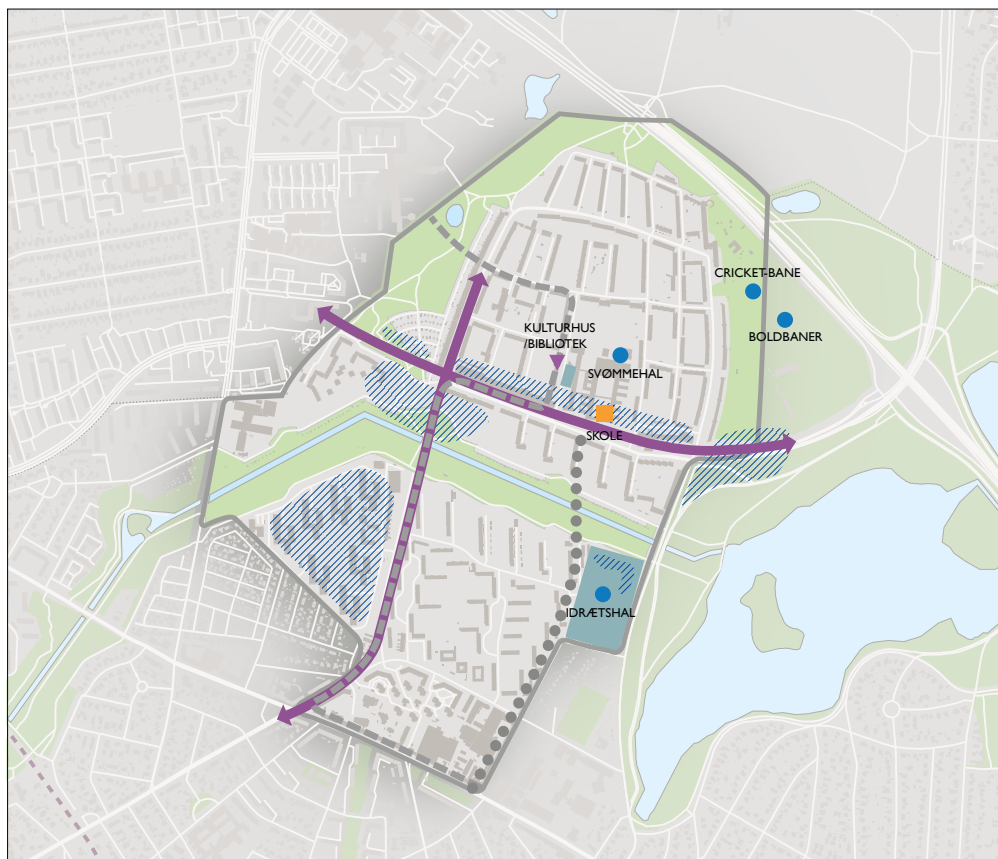 CRICKET-BANE
KULTURHUS
/BIBLIOTEK
BOLDBANER
SVØMMEHAL
SKOLE
IDRÆTSHAL